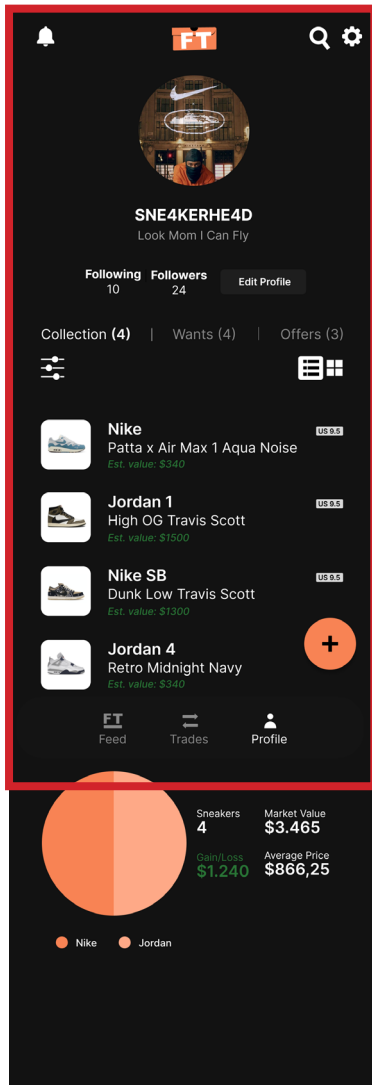 FT
SNE4KERHE4D
Look Mom I Can Fly
Following Followers
10 24
Edit Profile
Collection (4) | Wants (4) | Offers (3)
Nike US 9.5
Patta x Air Max 1 Aqua Noise
Est. value: $340
Jordan 1 US 9.5
High OG Travis Scott
Est. value: $1500
Nike SB US 9.5
Dunk Low Travis Scott
Est. value: $1300
Jordan 4
Retro Midnight Navy
Est. value: $340
+
FT
Feed Trades Profile
Sneakers Market Value
4 $3.465
Gain/Loss Average Price
$1.240 $866,25
Nike Jordan